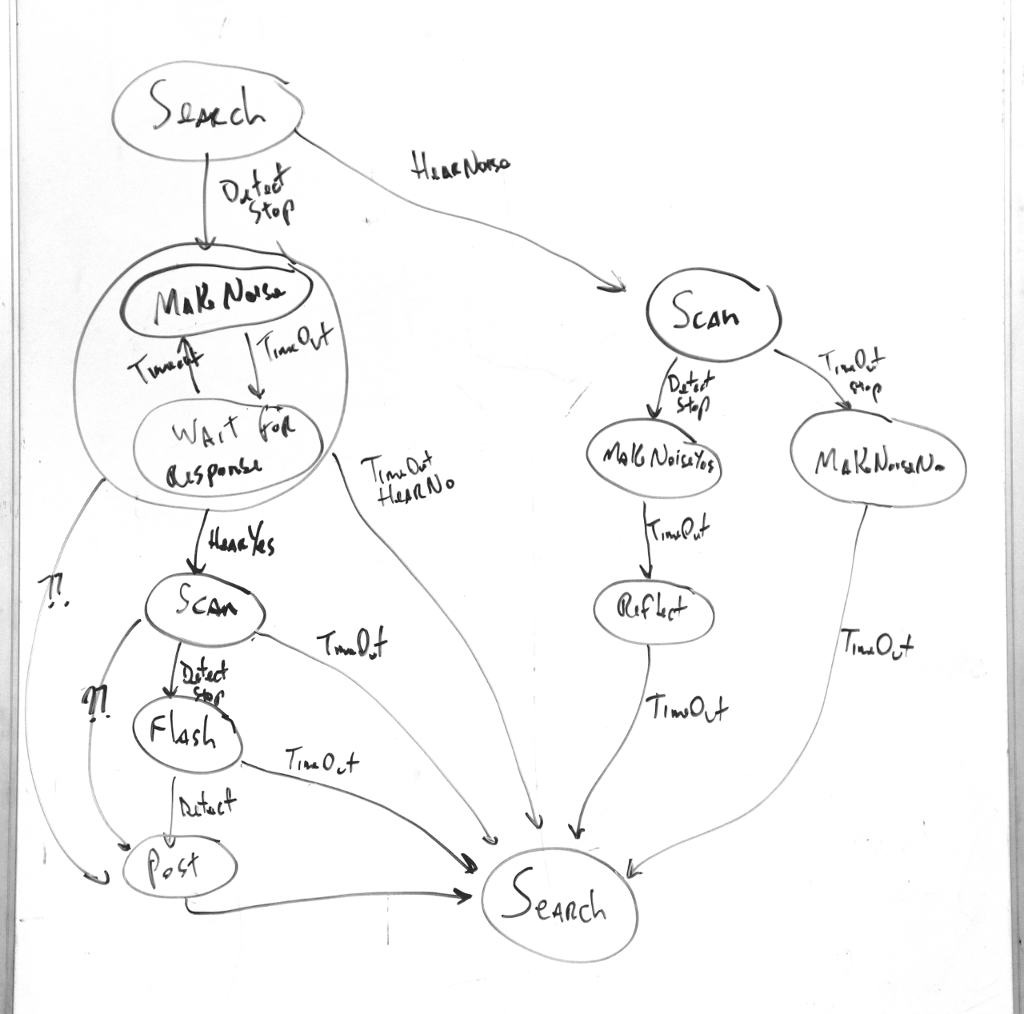 Search
HearNoise
Detect
Stop
MakeNoise
TimeOut
Timeout
Wait For
Response
Scan
TimeOut
Stop
Detect
Stop
MakeNoiseYes
MakeNoiseNo
TimeOut
HearNo
TimeOut
HearYes
??
Scan
Reflect
TimeOut
TimeOut
Detect
Stop
??
TimeOut
Flash
TimeOut
Detect
Post
Search